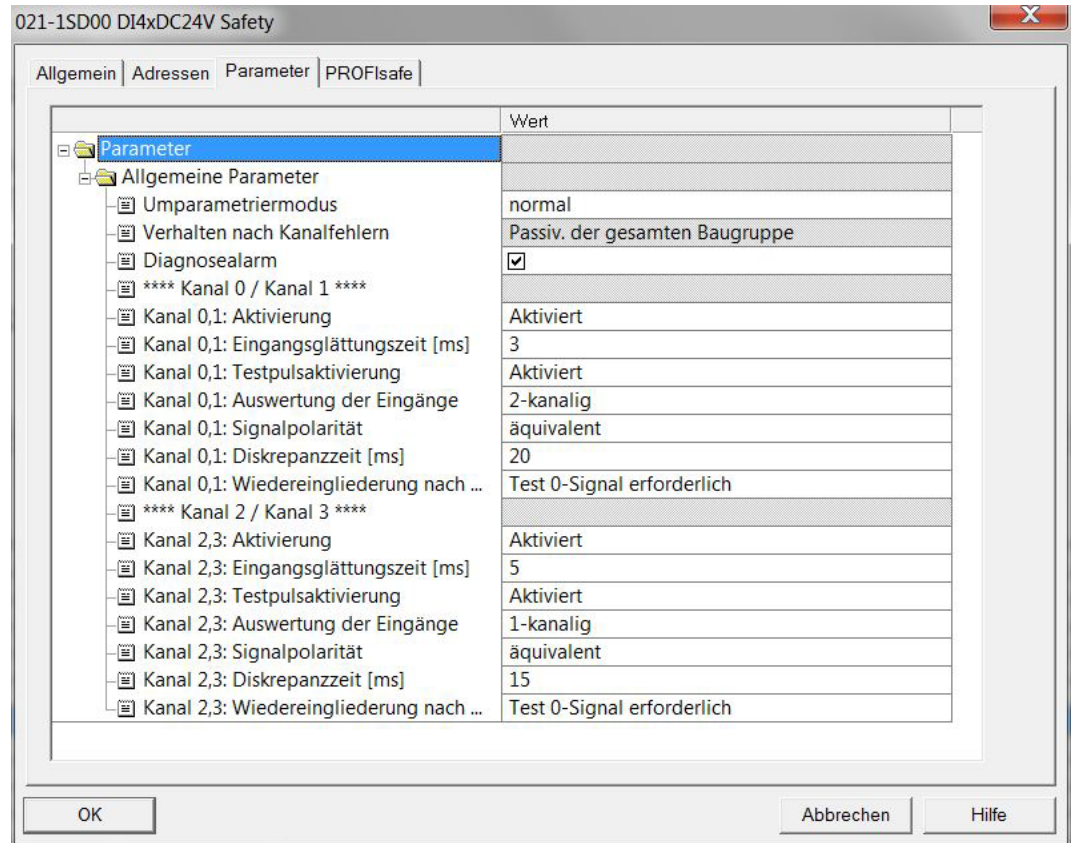 021-1SD00 DI4xDC24V Safety
X
Allgemein Adressen Parameter PROFIsafe
Wert
Parameter
Allgemeine Parameter
Umparametriermodus normal
Verhalten nach Kanalfehlern Passiv. der gesamten Baugruppe
Diagnosealarm
**** Kanal 0 / Kanal 1 ****
Kanal 0,1: Aktivierung Aktiviert
Kanal 0,1: Eingangsglättungszeit [ms] 3
Kanal 0,1: Testpulsaktivierung Aktiviert
Kanal 0,1: Auswertung der Eingänge 2-kanalig
Kanal 0,1: Signalpolarität äquivalent
Kanal 0,1: Diskrepanzzeit [ms] 20
Kanal 0,1: Wiedereingliederung nach ... Test 0-Signal erforderlich
**** Kanal 2 / Kanal 3 ****
Kanal 2,3: Aktivierung Aktiviert
Kanal 2,3: Eingangsglättungszeit [ms] 5
Kanal 2,3: Testpulsaktivierung Aktiviert
Kanal 2,3: Auswertung der Eingänge 1-kanalig
Kanal 2,3: Signalpolarität äquivalent
Kanal 2,3: Diskrepanzzeit [ms] 15
Kanal 2,3: Wiedereingliederung nach ... Test 0-Signal erforderlich
OK Abbrechen Hilfe